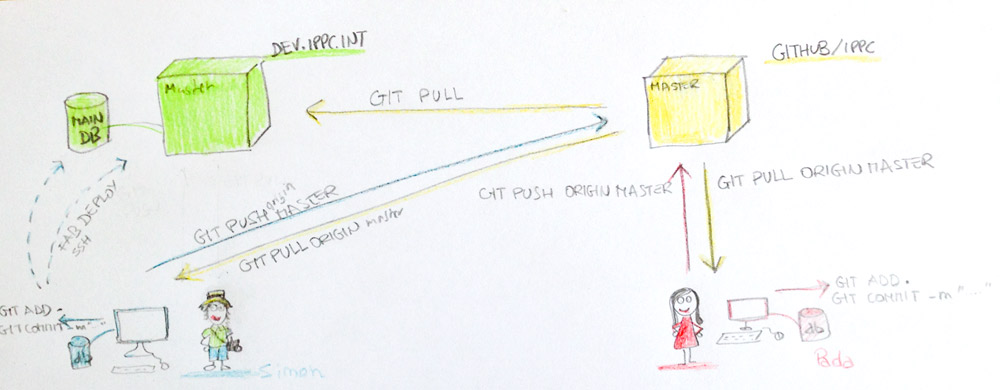 DEV.IPPC.INT
Master
MAIN
DB
GIT PULL
GITHUB/IPPC
MASTER
FAB DEPLOY
SSH
GIT PUSH origin MASTER
GIT PULL ORIGIN master
GIT PUSH ORIGIN MASTER
GIT PULL ORIGIN MASTER
GIT ADD .
GIT COMMIT -m "..."
db
Simon
GIT ADD .
GIT COMMIT -m "..."
db